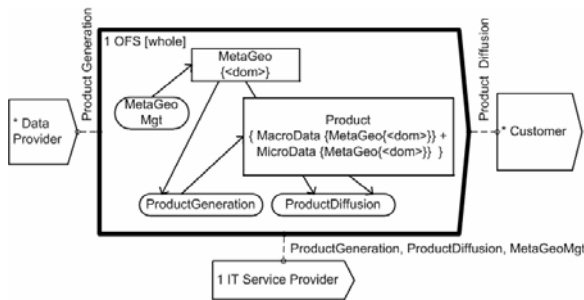 1 OFS [whole]
MetaGeo
{<dom>}
Product Generation
Product Diffusion
MetaGeo
Mgt
* Data
Provider
Product
{ MacroData {MetaGeo{<dom>}} +
MicroData {MetaGeo{<dom>}} }
* Customer
ProductGeneration
ProductDiffusion
ProductGeneration, ProductDiffusion, MetaGeoMgt
1 IT Service Provider